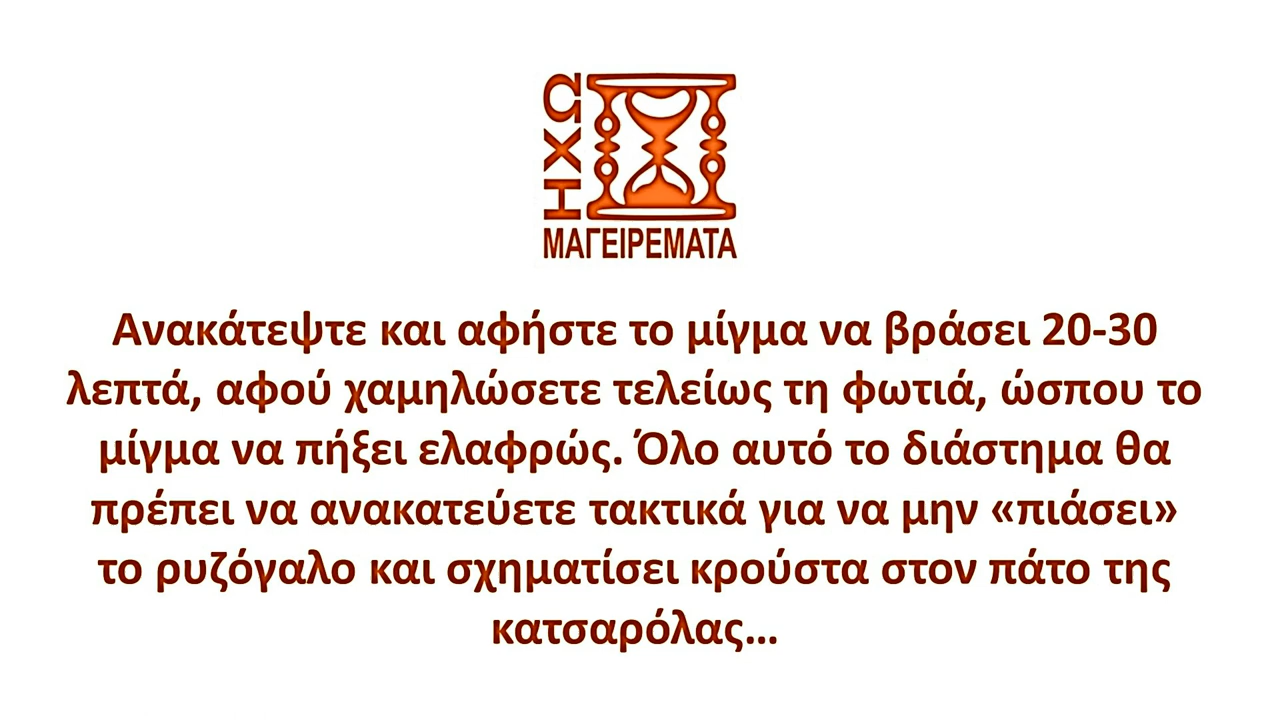 ΗΧΩ
ΜΑΓΕΙΡΕΜΑΤΑ
Ανακάτεψτε και αφήστε το μίγμα να βράσει 20-30
λεπτά, αφού χαμηλώσετε τελείως τη φωτιά, ώσπου το
μίγμα να πήξει ελαφρώς. Όλο αυτό το διάστημα θα
πρέπει να ανακατεύετε τακτικά για να μην «πιάσει»
το ρυζόγαλο και σχηματίσει κρούστα στον πάτο της
κατσαρόλας...